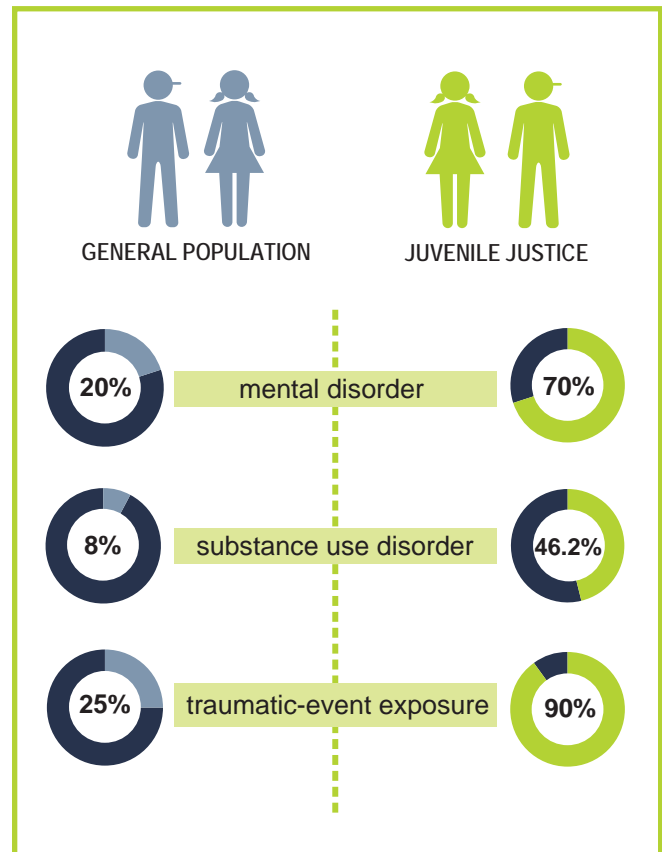 GENERAL POPULATION
JUVENILE JUSTICE
20%
mental disorder
70%
8%
substance use disorder
46.2%
25%
traumatic-event exposure
90%